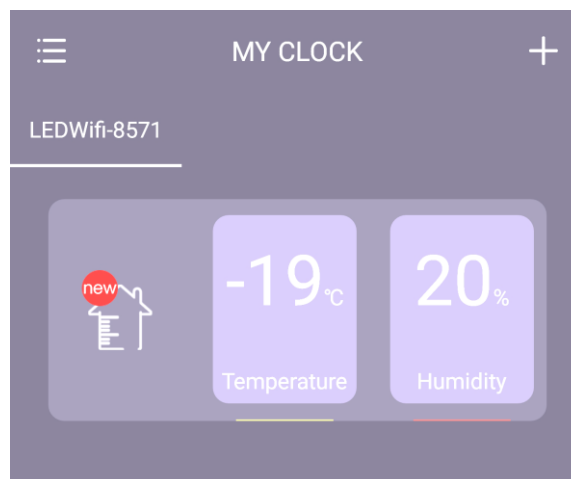 MY CLOCK
LEDWifi-8571
new
-19 °C
20 %
Temperature
Humidity